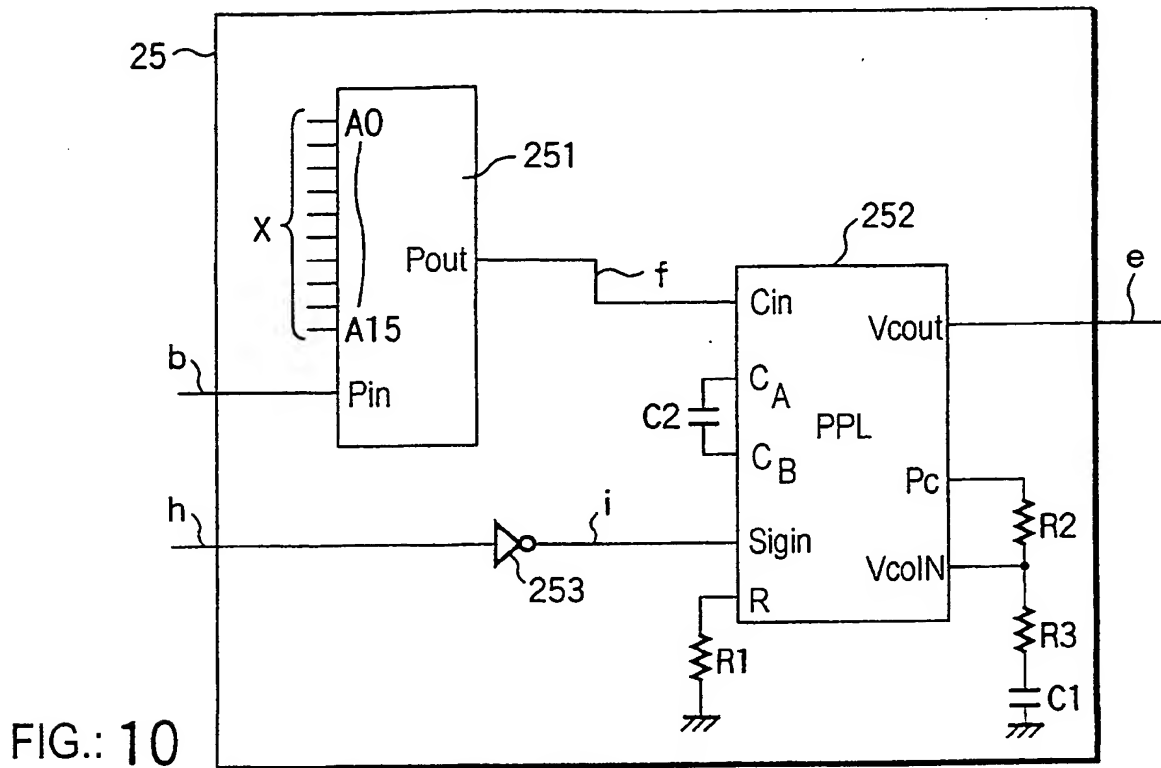 25
A0
251
X
Pout
f
252
e
Cin
Vcout
A15
b
Pin
CA
C2
PPL
CB
Pc
h
i
R2
Sigin
253
VcoIN
R
R3
R1
C1
FIG.: 10